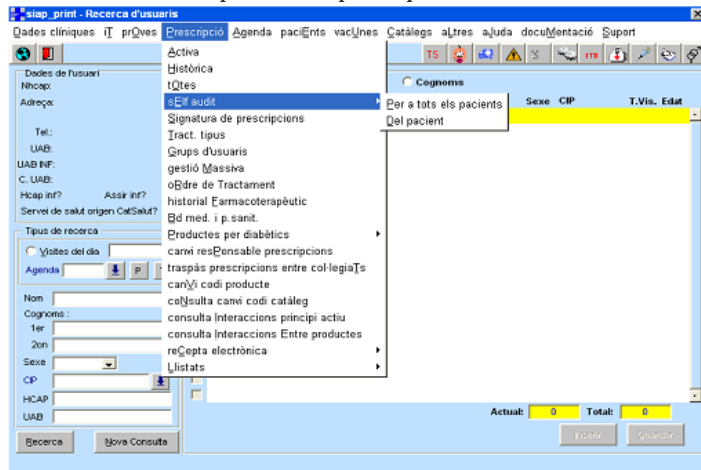 siap_print - Recerca d'usuaris
Dades clíniques iT prOves Prescripció Agenda paciEnts vacUnes Catàlegs aLtres aJuda docuMentació Suport
TS
Activa
Històrica
tOtes
sElf audit
Signatura de prescripcions
Tract. tipus
Grups d'usuaris
gestió Massiva
oRdre de Tractament
historial Farmacoterapèutic
Bd med. i p.sanit.
Productes per diabètics
canvi resPonsable prescripcions
traspàs prescripcions entre col·legiaTs
canVi codi producte
coNsulta canvi codi catàleg
consulta Interaccions principi actiu
consulta Interaccions Entre productes
reCepta electrònica
Llistats
Per a tots els pacients
Del pacient
Dades de l'usuari
Nhcap:
Adreça:
Tel.:
UAB:
UAB INF:
C. UAB:
Hcap inf? Assir inf?
Servei de salut origen CatSalut?
Tipus de recerca
Visites del dia
Agenda P
Nom
Cognoms :
1er
2on
Sexe
CIP
HCAP
UAB
Recerca Nova Consulta
Cognoms
Sexe CIP T.Vis. Edat
Actual: 0 Total: 0
Inserir Guardar